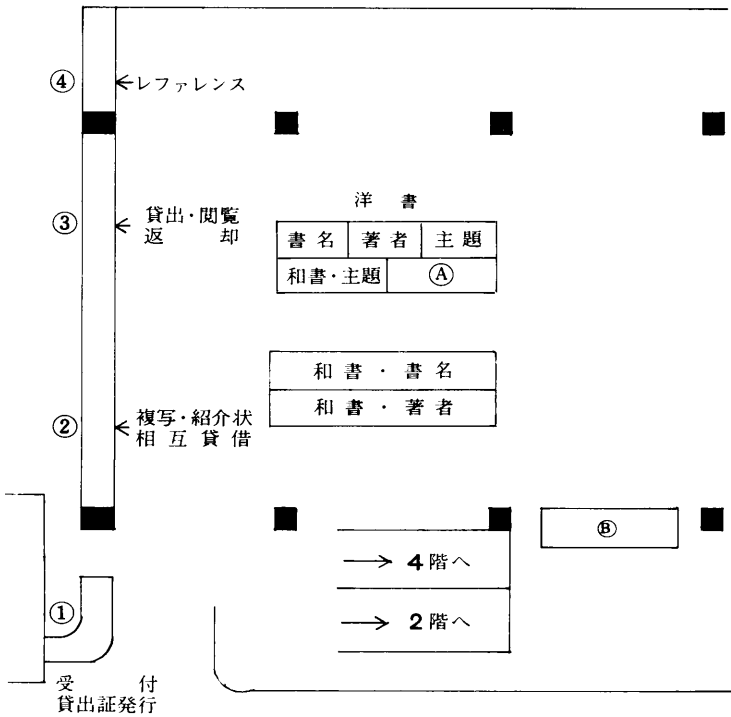 ④
レファレンス
③
貸出・閲覧
返却
洋書
書名 著者 主題
和書・主題 Ⓐ
和書・書名
和書・著者
②
複写・紹介状
相互貸借
Ⓑ
→ 4階へ
→ 2階へ
①
受付
貸出証発行